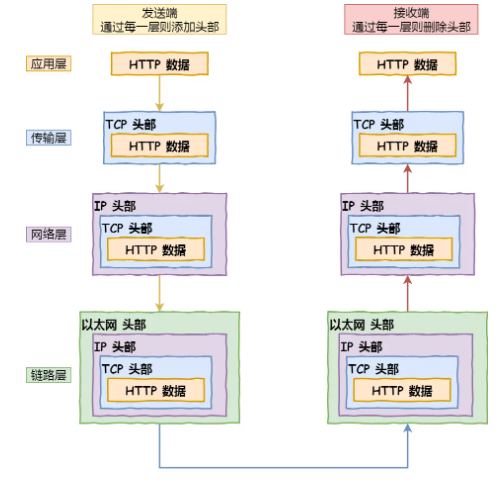 发送端
通过每一层则添加头部
接收端
通过每一层则删除头部
应用层
HTTP 数据
HTTP 数据
传输层
TCP 头部
HTTP 数据
TCP 头部
HTTP 数据
网络层
IP 头部
TCP 头部
HTTP 数据
IP 头部
TCP 头部
HTTP 数据
链路层
以太网 头部
IP 头部
TCP 头部
HTTP 数据
以太网 头部
IP 头部
TCP 头部
HTTP 数据